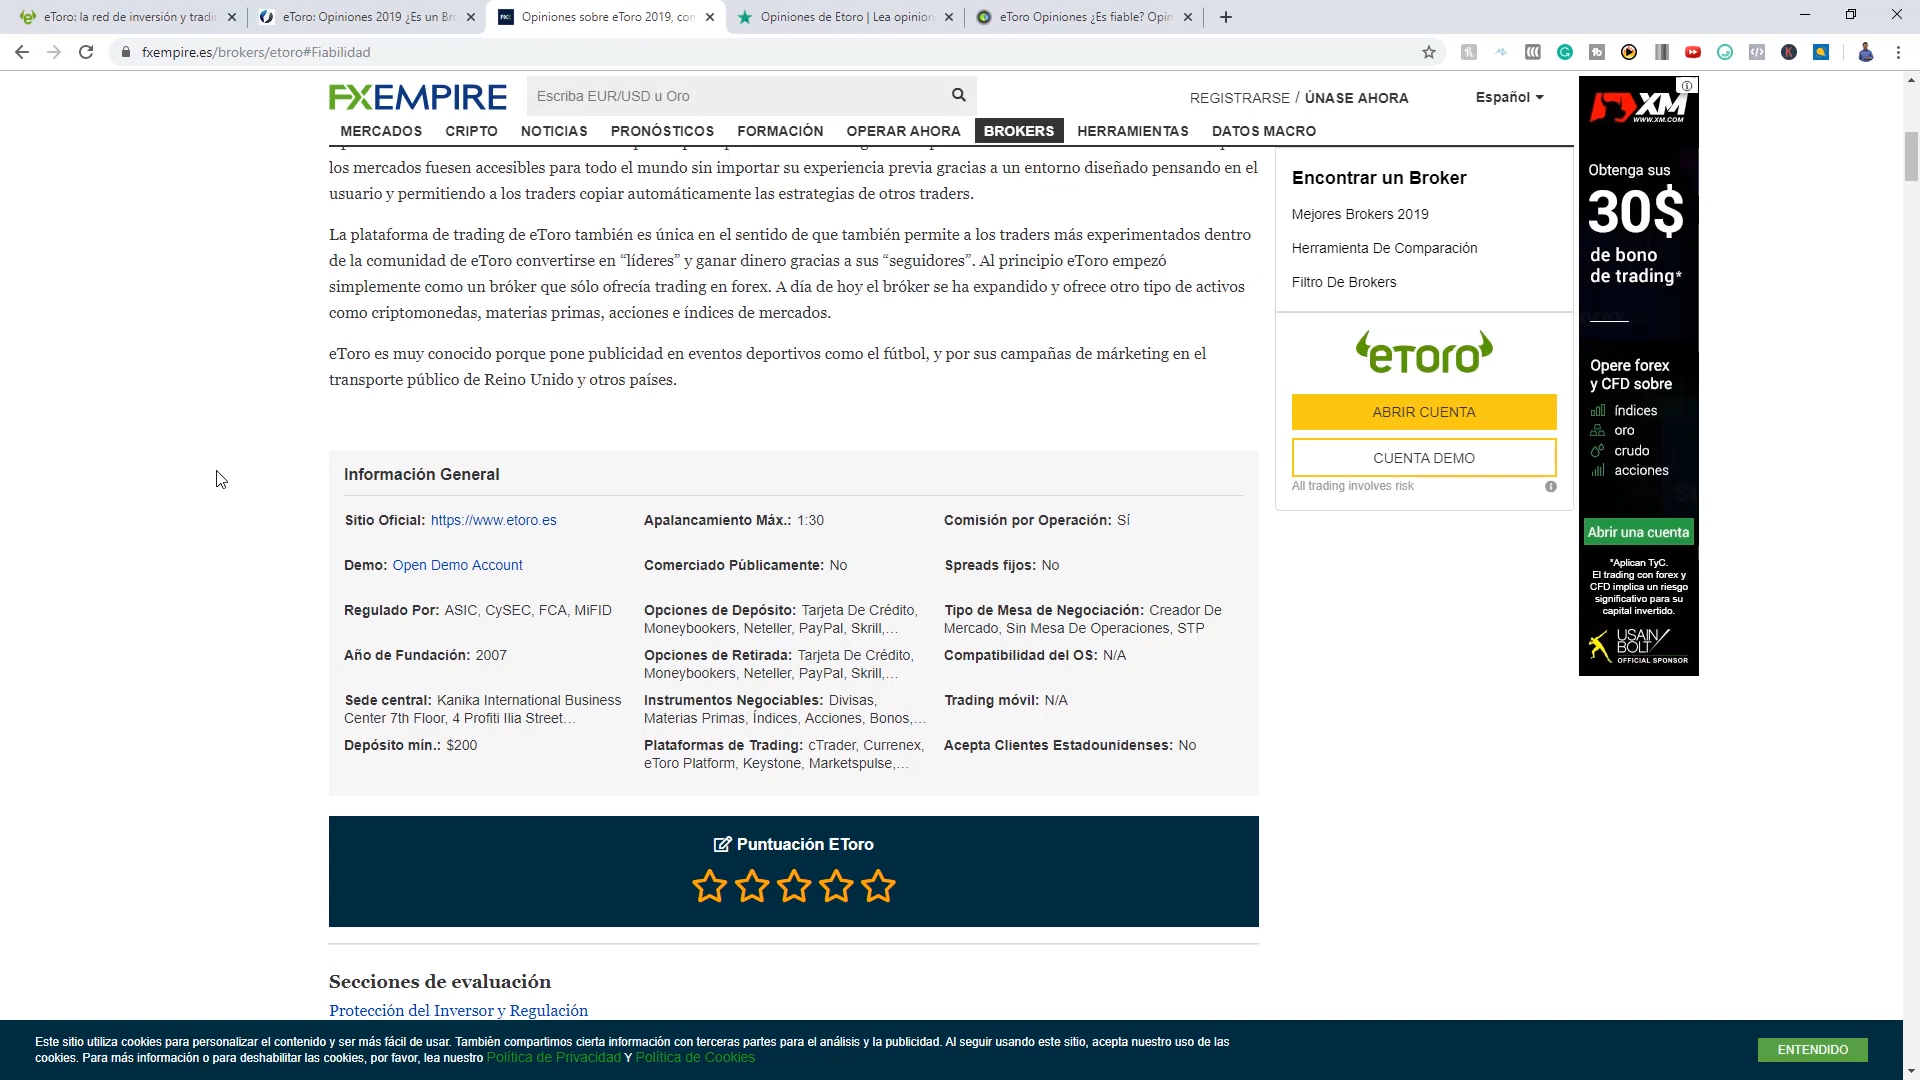 eToro: la red de inversión y tradi
eToro: Opiniones 2019 ¿Es un Bro
Opiniones sobre eToro 2019, con
Opiniones de Etoro | Lea opinion
eToro Opiniones ¿Es fiable? Opin
fxempire.es/brokers/etoro#Fiabilidad
FXEMPIRE
Escriba EUR/USD u Oro
REGISTRARSE / ÚNASE AHORA
Español
MERCADOS CRIPTO NOTICIAS PRONÓSTICOS FORMACIÓN OPERAR AHORA BROKERS HERRAMIENTAS DATOS MACRO
los mercados fuesen accesibles para todo el mundo sin importar su experiencia previa gracias a un entorno diseñado pensando en el
usuario y permitiendo a los traders copiar automáticamente las estrategias de otros traders.
La plataforma de trading de eToro también es única en el sentido de que también permite a los traders más experimentados dentro
de la comunidad de eToro convertirse en “líderes” y ganar dinero gracias a sus “seguidores”. Al principio eToro empezó
simplemente como un bróker que sólo ofrecía trading en forex. A día de hoy el bróker se ha expandido y ofrece otro tipo de activos
como criptomonedas, materias primas, acciones e índices de mercados.
eToro es muy conocido porque pone publicidad en eventos deportivos como el fútbol, y por sus campañas de márketing en el
transporte público de Reino Unido y otros países.
Información General
Sitio Oficial: https://www.etoro.es
Apalancamiento Máx.: 1:30
Comisión por Operación: Sí
Demo: Open Demo Account
Comerciado Públicamente: No
Spreads fijos: No
Regulado Por: ASIC, CySEC, FCA, MiFID
Opciones de Depósito: Tarjeta De Crédito,
Moneybookers, Neteller, PayPal, Skrill,...
Tipo de Mesa de Negociación: Creador De
Mercado, Sin Mesa De Operaciones, STP
Año de Fundación: 2007
Opciones de Retirada: Tarjeta De Crédito,
Moneybookers, Neteller, PayPal, Skrill,...
Compatibilidad del OS: N/A
Sede central: Kanika International Business
Center 7th Floor, 4 Profiti Ilia Street...
Instrumentos Negociables: Divisas,
Materias Primas, Índices, Acciones, Bonos,...
Trading móvil: N/A
Depósito mín.: $200
Plataformas de Trading: cTrader, Currenex,
eToro Platform, Keystone, Marketspulse,...
Acepta Clientes Estadounidenses: No
Puntuación EToro
Secciones de evaluación
Protección del Inversor y Regulación
Encontrar un Broker
Mejores Brokers 2019
Herramienta De Comparación
Filtro De Brokers
eToro
ABRIR CUENTA
CUENTA DEMO
All trading involves risk
XM
WWW.XM.COM
Obtenga sus
30$
de bono
de trading*
Opere forex
y CFD sobre
índices
oro
crudo
acciones
Abrir una cuenta
*Aplican TyC.
El trading con forex y
CFD implica un riesgo
significativo para su
capital invertido.
USAIN
BOLT
OFFICIAL SPONSOR
Este sitio utiliza cookies para personalizar el contenido y ser más fácil de usar. También compartimos cierta información con terceras partes para el análisis y la publicidad. Al seguir usando este sitio, acepta nuestro uso de las
cookies. Para más información o para deshabilitar las cookies, por favor, lea nuestro Política de Privacidad Y Política de Cookies
ENTENDIDO